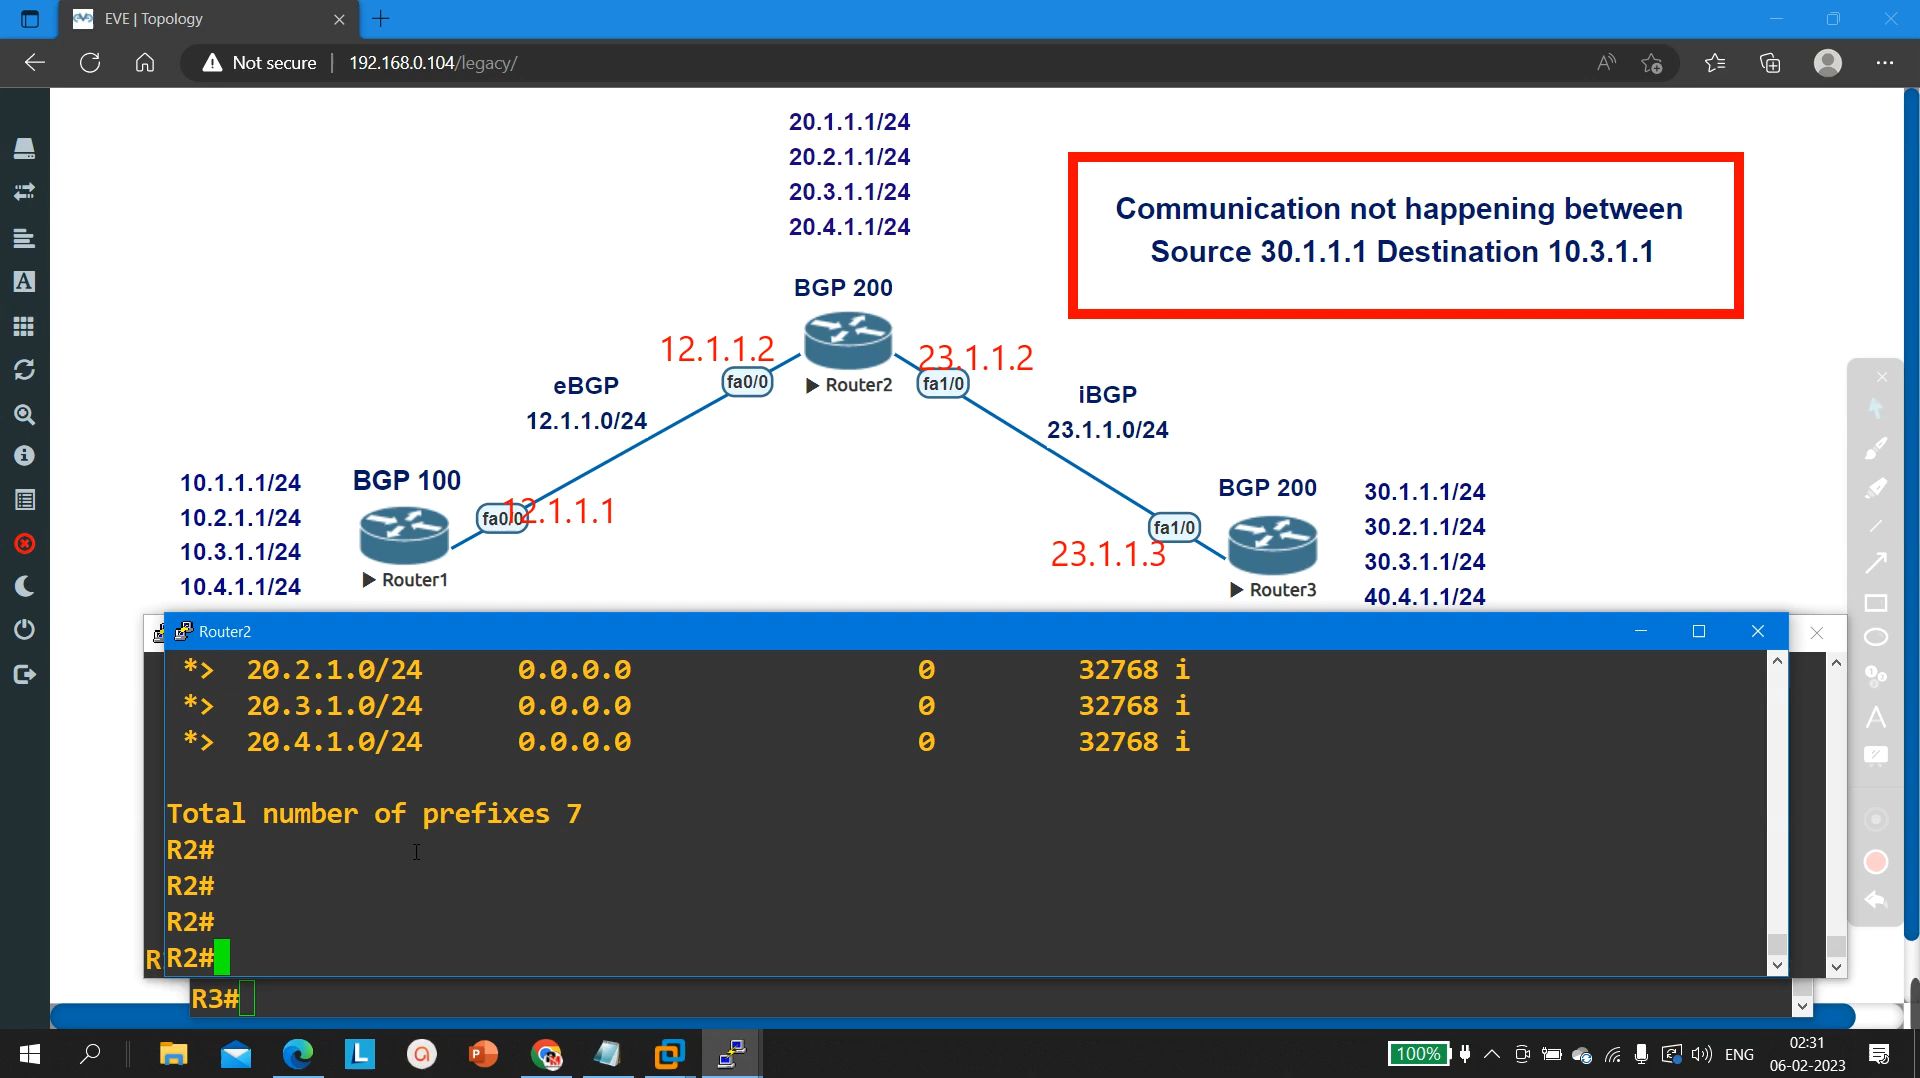 EVE | Topology
Not secure
192.168.0.104/legacy/
20.1.1.1/24
20.2.1.1/24
20.3.1.1/24
20.4.1.1/24
Communication not happening between
Source 30.1.1.1 Destination 10.3.1.1
BGP 200
12.1.1.2
23.1.1.2
fa0/0
Router2
fa1/0
eBGP
12.1.1.0/24
iBGP
23.1.1.0/24
10.1.1.1/24
10.2.1.1/24
10.3.1.1/24
10.4.1.1/24
BGP 100
fa0/0
12.1.1.1
Router1
BGP 200
fa1/0
23.1.1.3
Router3
30.1.1.1/24
30.2.1.1/24
30.3.1.1/24
40.4.1.1/24
Router2
*> 20.2.1.0/24 0.0.0.0 0 32768 i
*> 20.3.1.0/24 0.0.0.0 0 32768 i
*> 20.4.1.0/24 0.0.0.0 0 32768 i
Total number of prefixes 7
R2#
R2#
R2#
R R2#
R3#
100%
ENG
02:31
06-02-2023